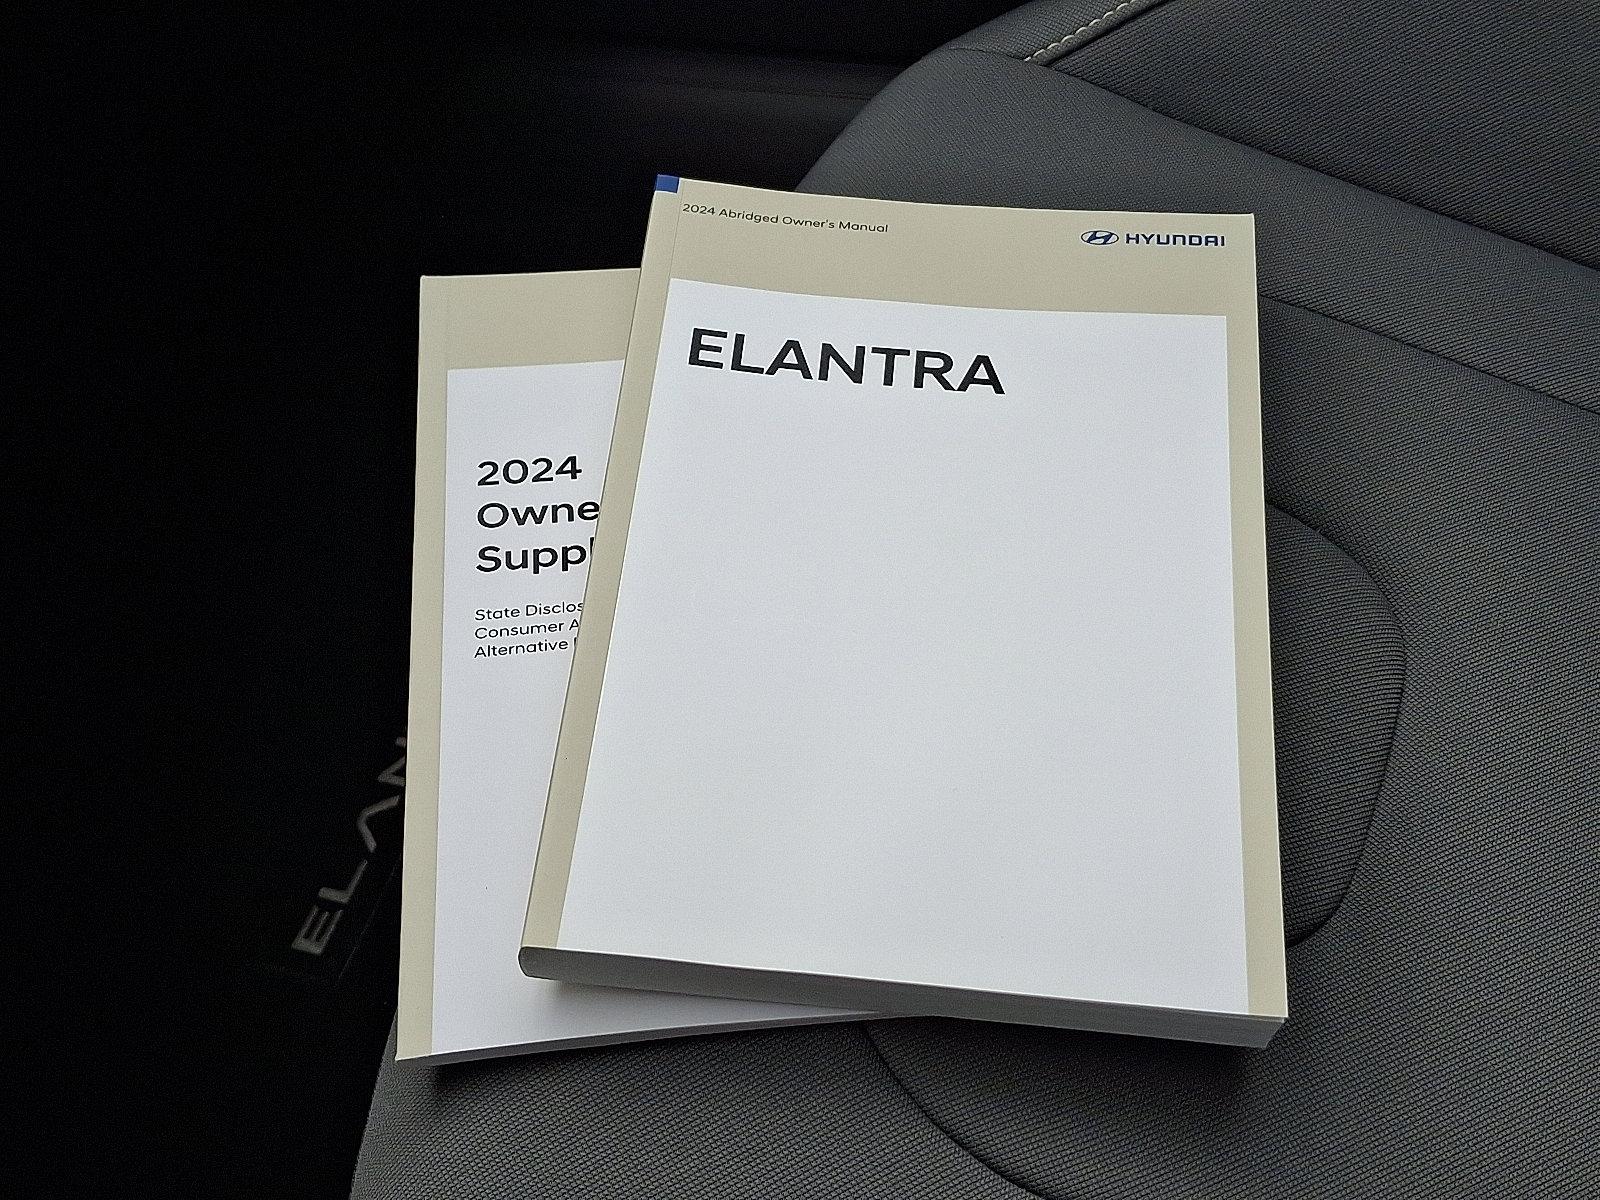 2024 Abridged Owner's Manual
HYUNDAI
ELANTRA
2024
Owne
Suppl
State Disclos
Consumer A
Alternative
ELAN